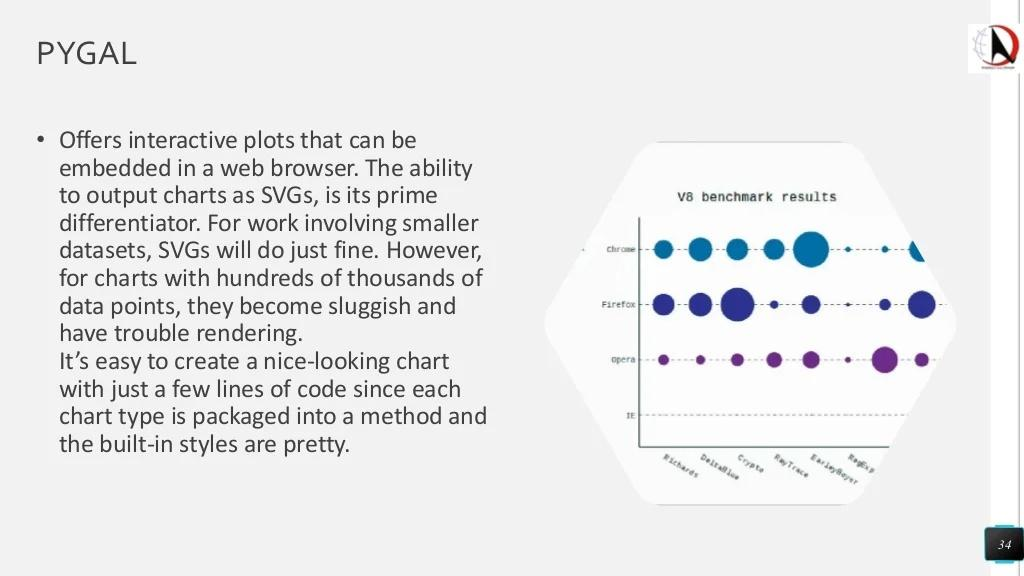 PYGAL
• Offers interactive plots that can be
embedded in a web browser. The ability
to output charts as SVGs, is its prime
differentiator. For work involving smaller
datasets, SVGs will do just fine. However,
for charts with hundreds of thousands of
data points, they become sluggish and
have trouble rendering.
It’s easy to create a nice-looking chart
with just a few lines of code since each
chart type is packaged into a method and
the built-in styles are pretty.
V8 benchmark results
Chrome
Firefox
Opera
IE
Richards
DeltaBlue
Crypto
RayTrace
EarleyBoyer
RegExp
34